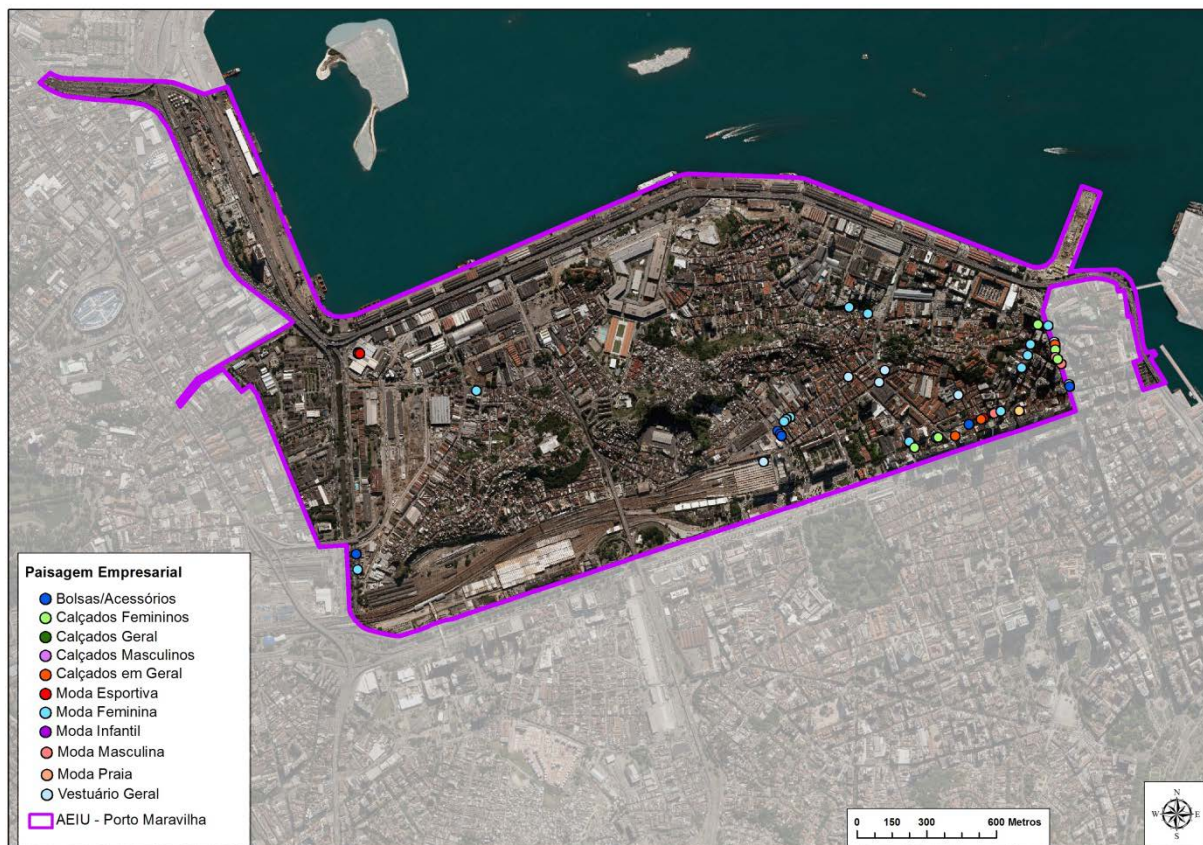 Paisagem Empresarial
Bolsas/Acessórios
Calçados Femininos
Calçados Geral
Calçados Masculinos
Calçados em Geral
Moda Esportiva
Moda Feminina
Moda Infantil
Moda Masculina
Moda Praia
Vestuário Geral
AEIU - Porto Maravilha
0 150 300 600 Metros
N
W E
S